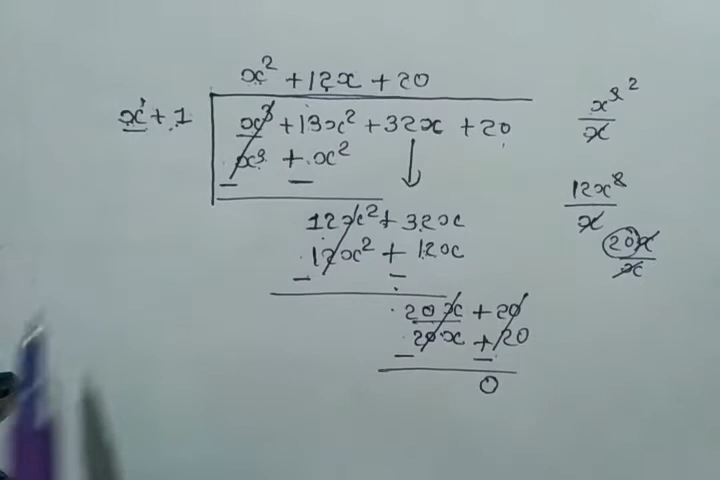 x² + 12x + 20
x + 1
x³ + 13x² + 32x + 20
x³ + x²
12x² + 32x
12x² + 12x
20x + 20
20x + 20
0
x³ 2
x
12x²
x
20x
x